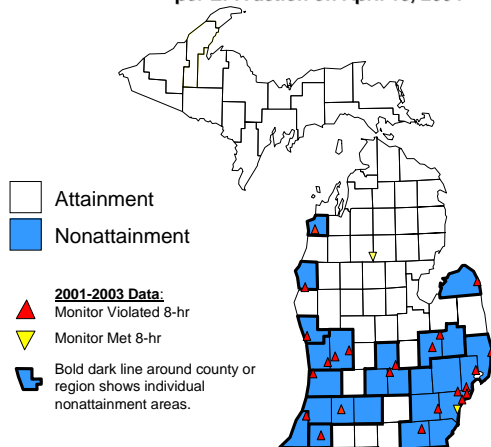 Attainment
Nonattainment
2001-2003 Data:
Monitor Violated 8-hr
Monitor Met 8-hr
Bold dark line around county or
region shows individual
nonattainment areas.